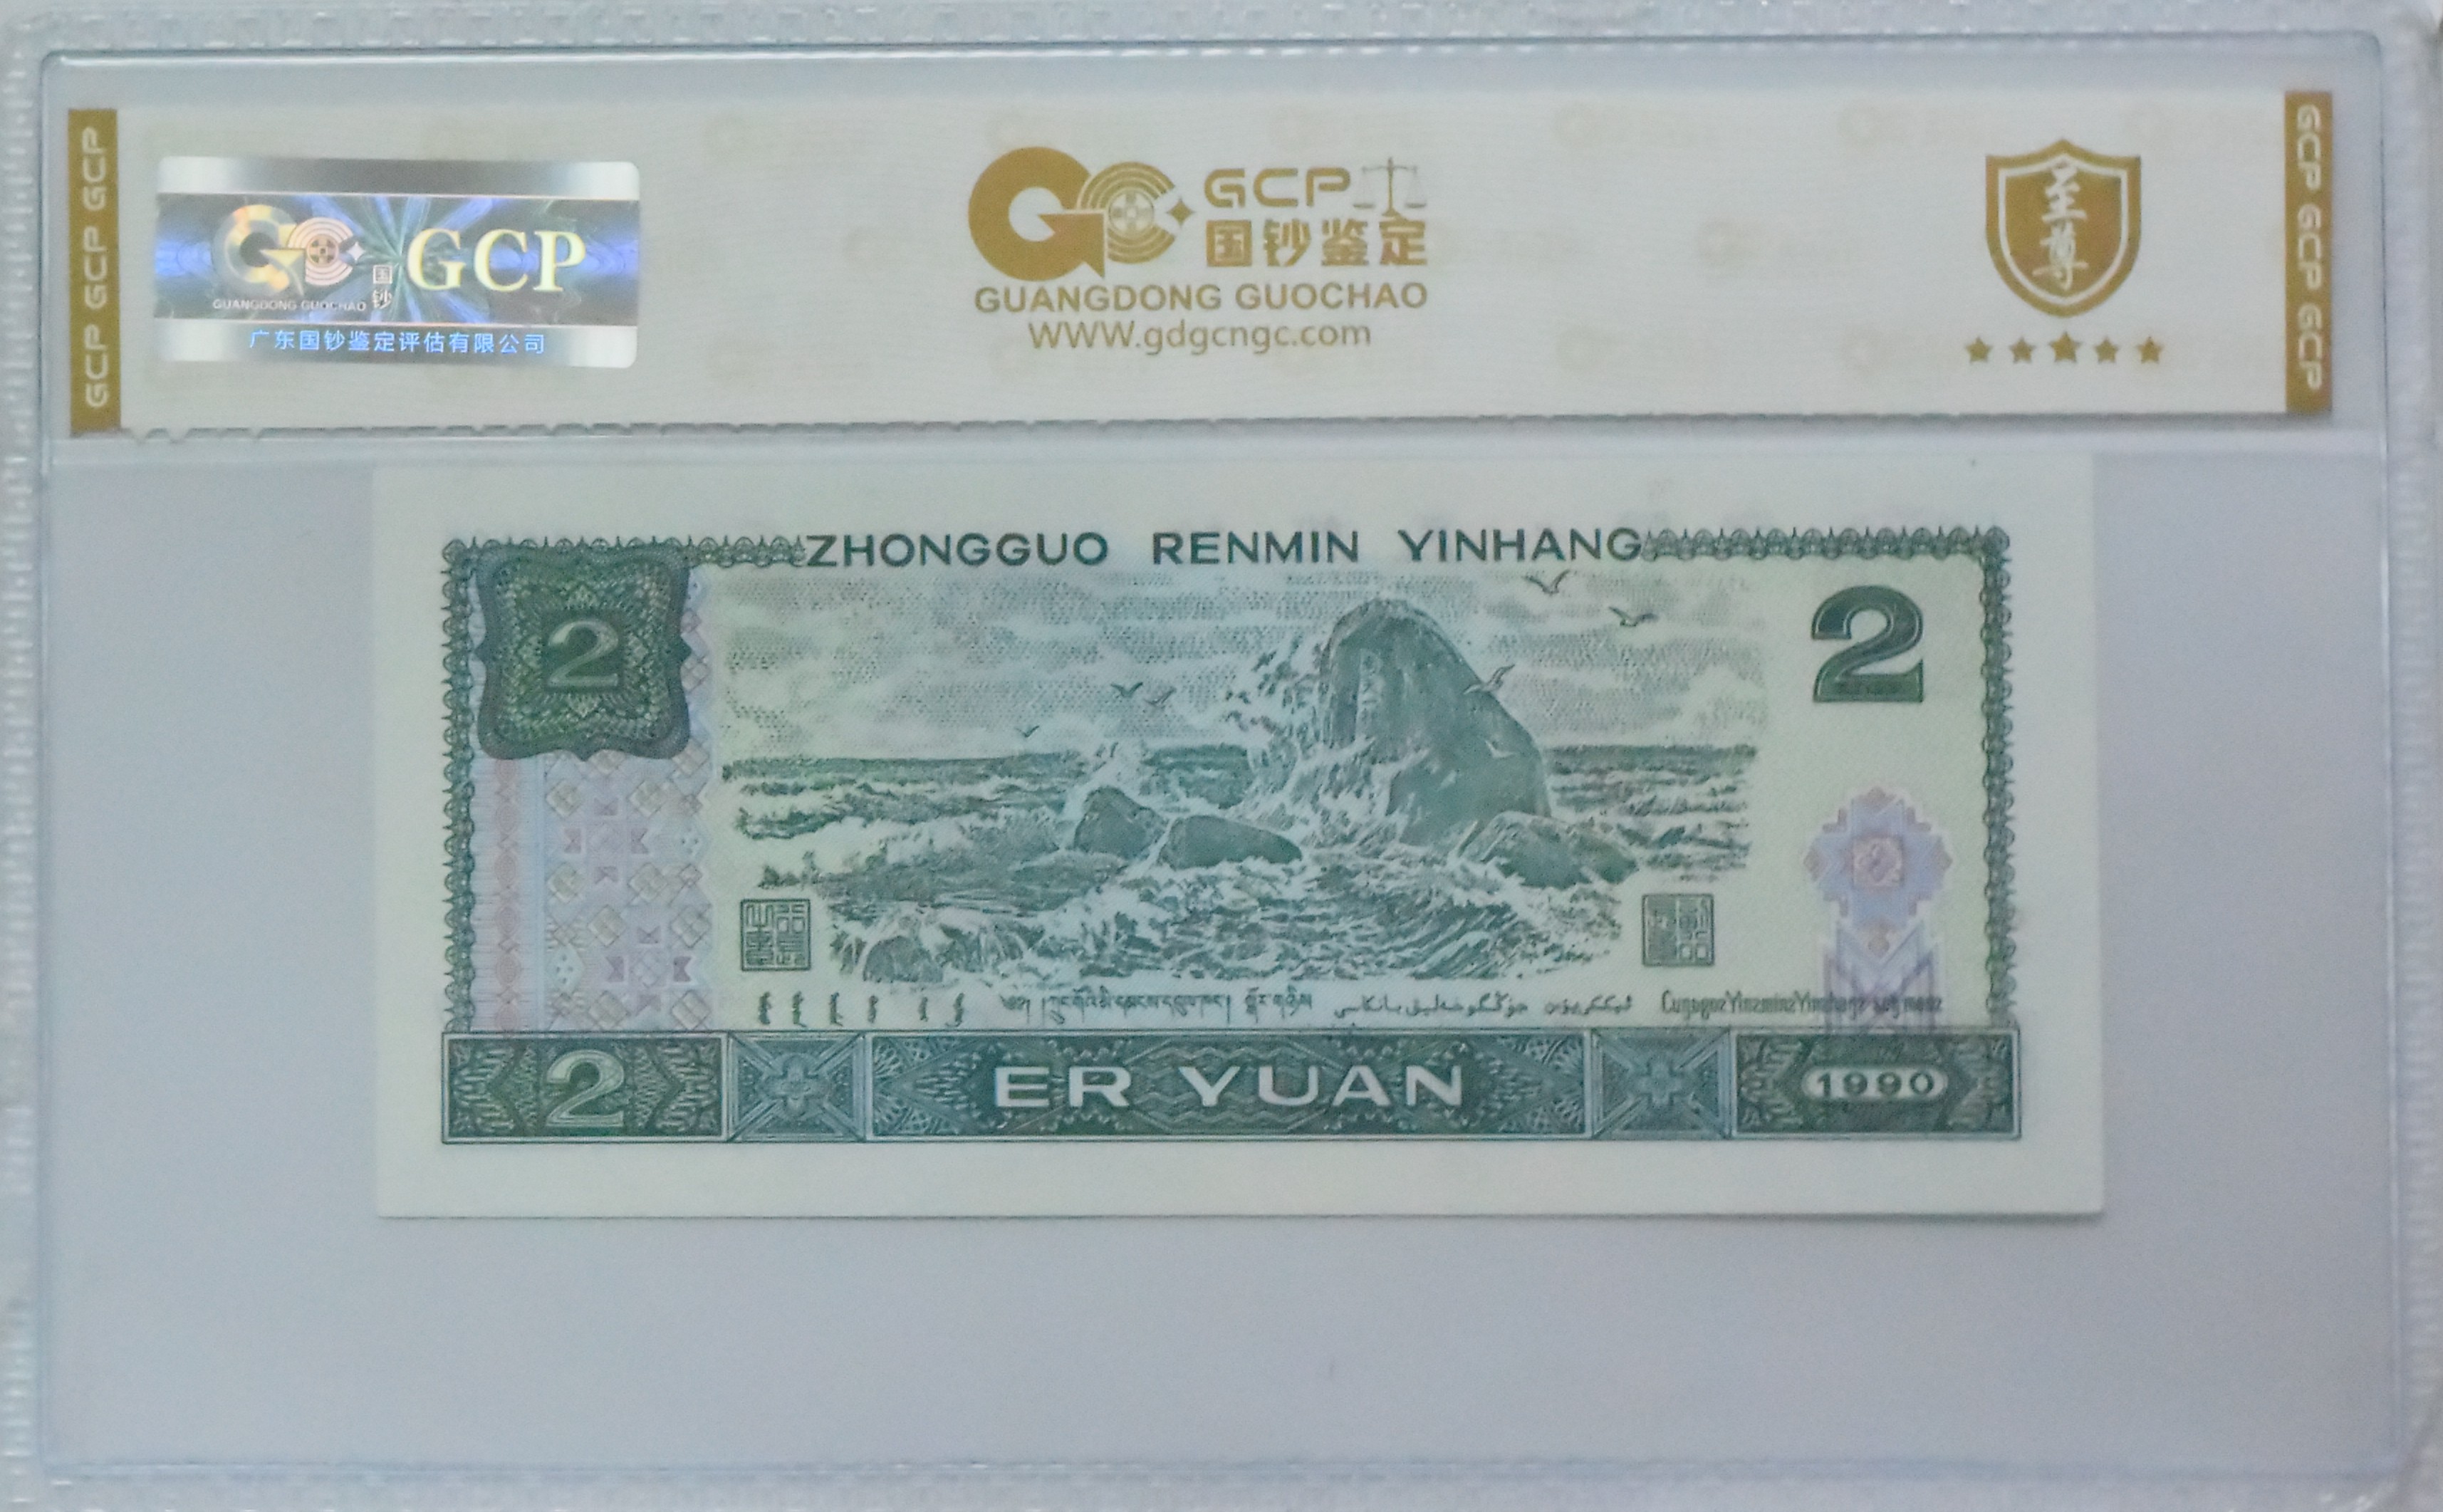 GCP GCP GCP
GCP
国钞
GUANGDONG GUOCHAO
广东国钞鉴定评估有限公司
GCP
国钞鉴定
GUANGDONG GUOCHAO
WWW.gdgcngc.com
至尊
GCP GCP GCP
ZHONGGUO RENMIN YINHANG
2
2
2
ER YUAN
1990